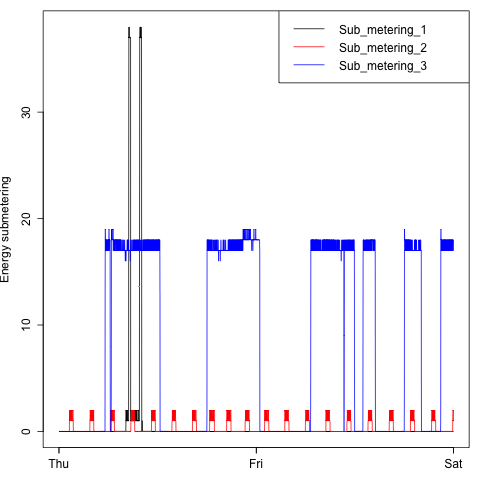 Sub_metering_1
Sub_metering_2
Sub_metering_3
Energy submetering
30
20
10
0
Thu
Fri
Sat